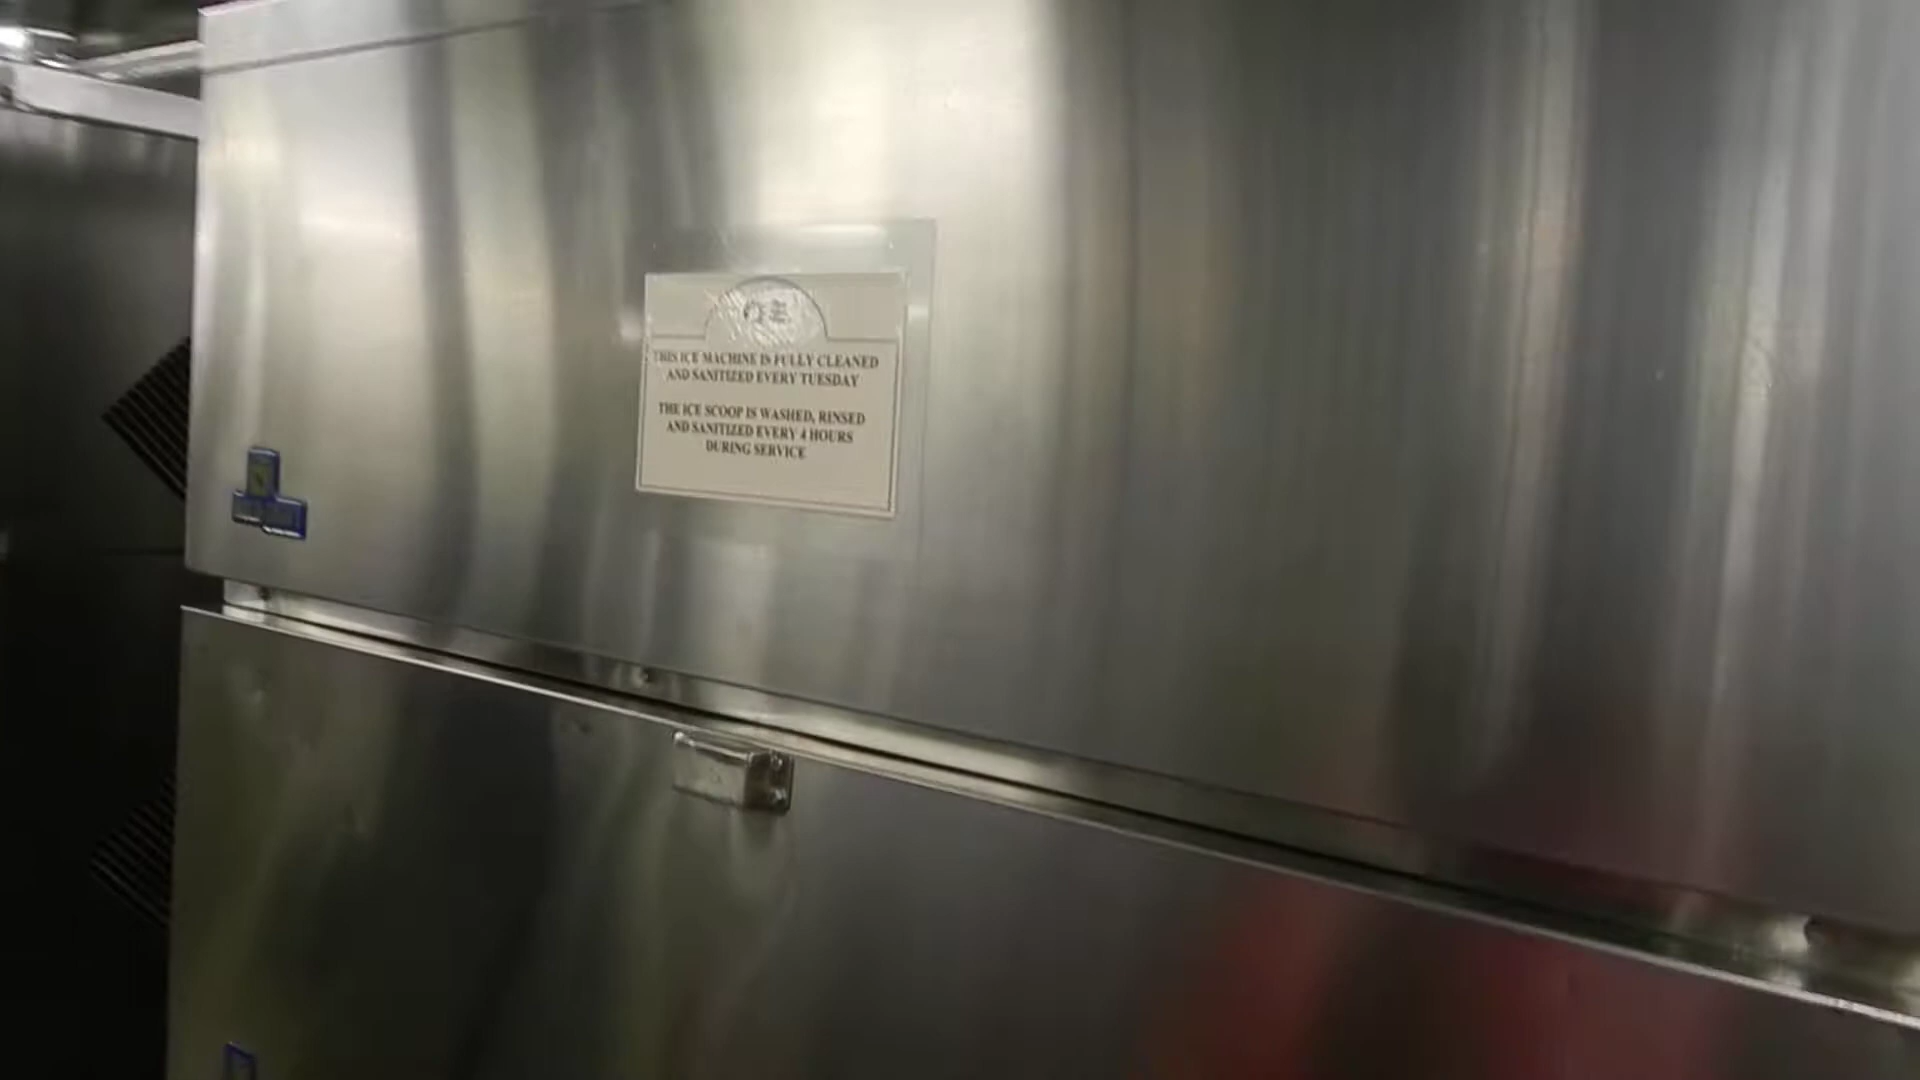 THIS ICE MACHINE IS FULLY CLEANED
AND SANITIZED EVERY TUESDAY
THE ICE SCOOP IS WASHED, RINSED
AND SANITIZED EVERY 4 HOURS
DURING SERVICE